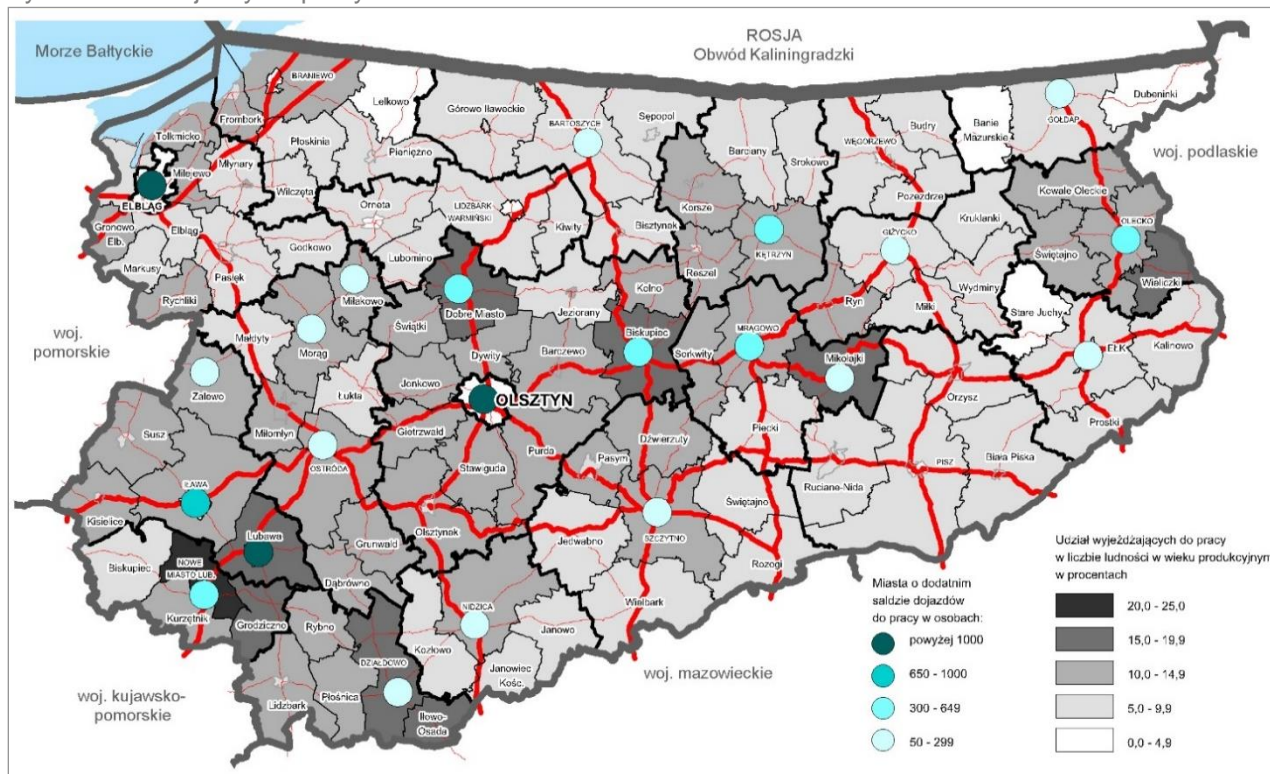 Morze Bałtyckie
ROSJA
Obwód Kaliningradzki
BRANIEWO
Lelkowo
Górowo Iławeckie
Sępopol
Dubeninki
Frombork
BARTOSZYCE
WĘGORZEWO
Budry
Banie
Mazurskie
GOŁDAP
Tolkmicko
Płoskinia
Pieniężno
Barciany
Srokowo
woj. podlaskie
Młynary
Milejewo
Wilczęta
Orneta
LIDZBARK
WARMIŃSKI
Kiwity
Bisztynek
Korsze
Pozezdrze
Kruklanki
Kowale Oleckie
OLECKO
ELBLĄG
Gronowo
Elb.
Elbląg
Godkowo
Lubomino
KĘTRZYN
GIŻYCKO
Świętajno
Markusy
Pasłęk
Reszel
Wieliczki
Rychliki
Miłakowo
Dobre Miasto
Jeziorany
Kolno
Ryn
Miłki
Wydminy
Stare Juchy
woj.
pomorskie
Małdyty
Morąg
Świątki
Biskupiec
MRĄGOWO
Sorkwity
Mikołajki
EŁK
Kalinowo
Zalewo
Łukta
Jonkowo
Dywity
Barczewo
OLSZTYN
Orzysz
Prostki
Susz
Miłomłyn
Gietrzwałd
Purda
Dźwierzuty
Piecki
OSTRÓDA
Stawiguda
Pasym
PISZ
Biała Piska
IŁAWA
Ruciane-Nida
Kisielice
Lubawa
Grunwald
Olsztynek
SZCZYTNO
Świętajno
Biskupiec
NOWE
MIASTO LUB.
Jedwabno
Rozogi
Dąbrówno
Kurzętnik
Grodziczno
Rybno
NIDZICA
Wielbark
Kozłowo
Janowo
DZIAŁDOWO
Janowiec
Kośc.
Lidzbark
Płośnica
Iłowo-
Osada
woj. kujawsko-
pomorskie
woj. mazowieckie
Miasta o dodatnim
saldzie dojazdów
do pracy w osobach:
powyżej 1000
650 - 1000
300 - 649
50 - 299
Udział wyjeżdżających do pracy
w liczbie ludności w wieku produkcyjnym
w procentach
20,0 - 25,0
15,0 - 19,9
10,0 - 14,9
5,0 - 9,9
0,0 - 4,9